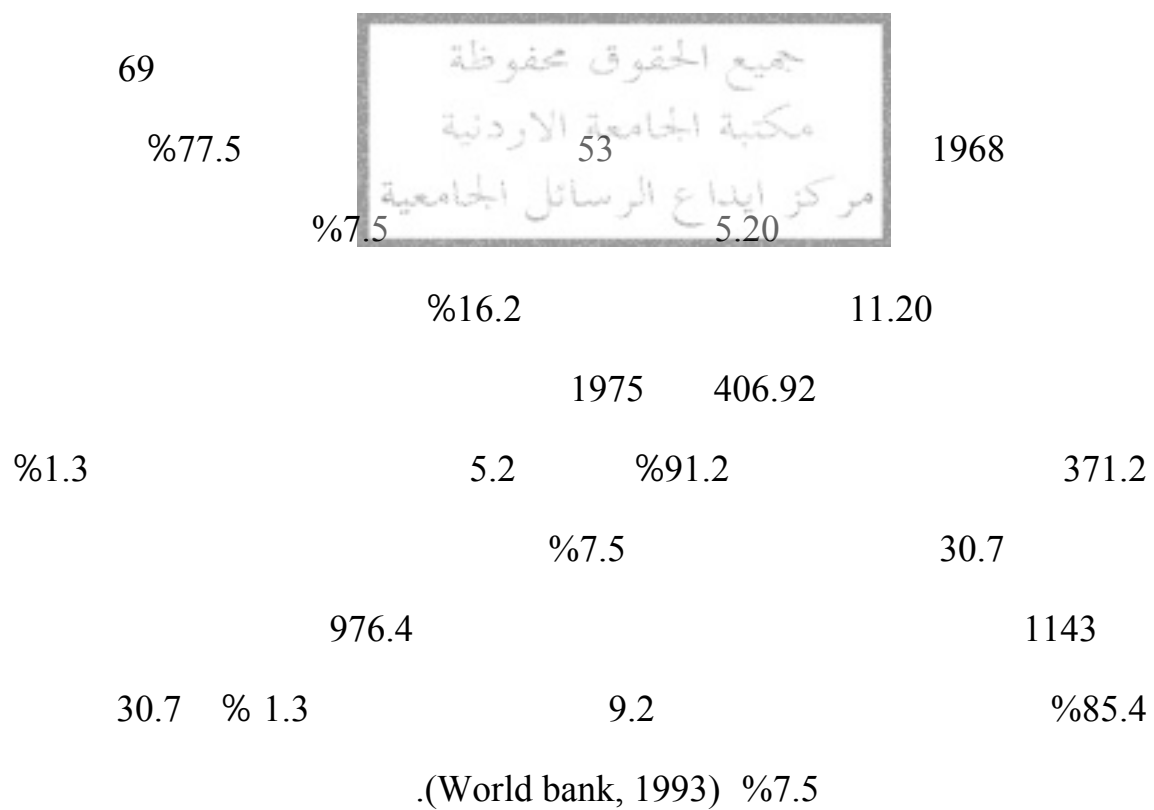 جميع الحقوق محفوظة
69
مكتبة الجامعة الاردنية
1968 53 %77.5
مركز ايداع الرسائل الجامعية
5.20 %7.5
11.20 %16.2
406.92 1975
371.2 %91.2 5.2 %1.3
30.7 %7.5
1143 976.4
%85.4 9.2 % 1.3 30.7
%7.5 (World bank, 1993).